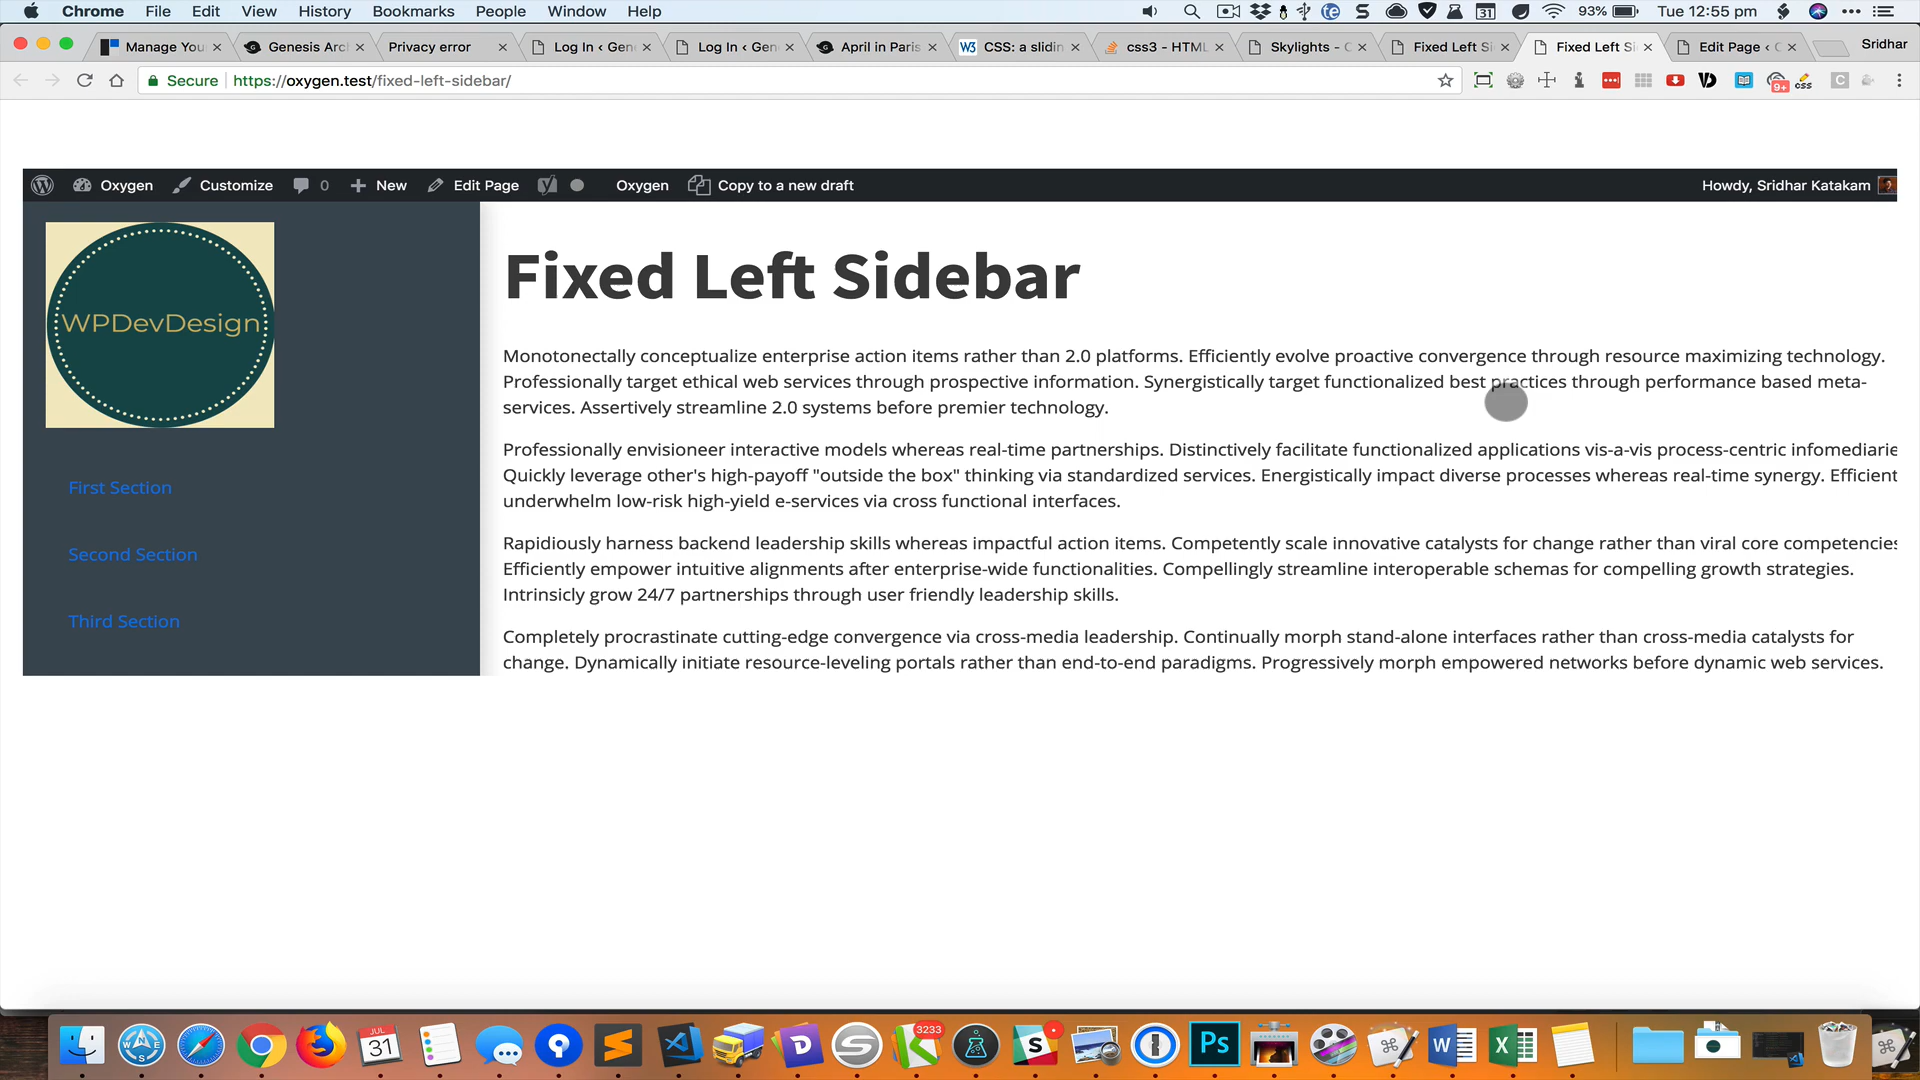 Chrome File Edit View History Bookmarks People Window Help 93% Tue 12:55 pm
Manage You Genesis Arc Privacy error Log In ‹ Gen Log In ‹ Gen April in Paris W3 CSS: a slidin css3 - HTML Skylights - Fixed Left Si Fixed Left Si Edit Page ‹ Sridhar
Secure https://oxygen.test/fixed-left-sidebar/
Oxygen Customize 0 New Edit Page Oxygen Copy to a new draft Howdy, Sridhar Katakam
WPDevDesign
First Section
Second Section
Third Section
Fixed Left Sidebar
Monotonectally conceptualize enterprise action items rather than 2.0 platforms. Efficiently evolve proactive convergence through resource maximizing technology.
Professionally target ethical web services through prospective information. Synergistically target functionalized best practices through performance based meta-
services. Assertively streamline 2.0 systems before premier technology.
Professionally envisioneer interactive models whereas real-time partnerships. Distinctively facilitate functionalized applications vis-a-vis process-centric infomediarie
Quickly leverage other's high-payoff "outside the box" thinking via standardized services. Energistically impact diverse processes whereas real-time synergy. Efficient
underwhelm low-risk high-yield e-services via cross functional interfaces.
Rapidiously harness backend leadership skills whereas impactful action items. Competently scale innovative catalysts for change rather than viral core competencies
Efficiently empower intuitive alignments after enterprise-wide functionalities. Compellingly streamline interoperable schemas for compelling growth strategies.
Intrinsicly grow 24/7 partnerships through user friendly leadership skills.
Completely procrastinate cutting-edge convergence via cross-media leadership. Continually morph stand-alone interfaces rather than cross-media catalysts for
change. Dynamically initiate resource-leveling portals rather than end-to-end paradigms. Progressively morph empowered networks before dynamic web services.
JUL
31
3233
Ps